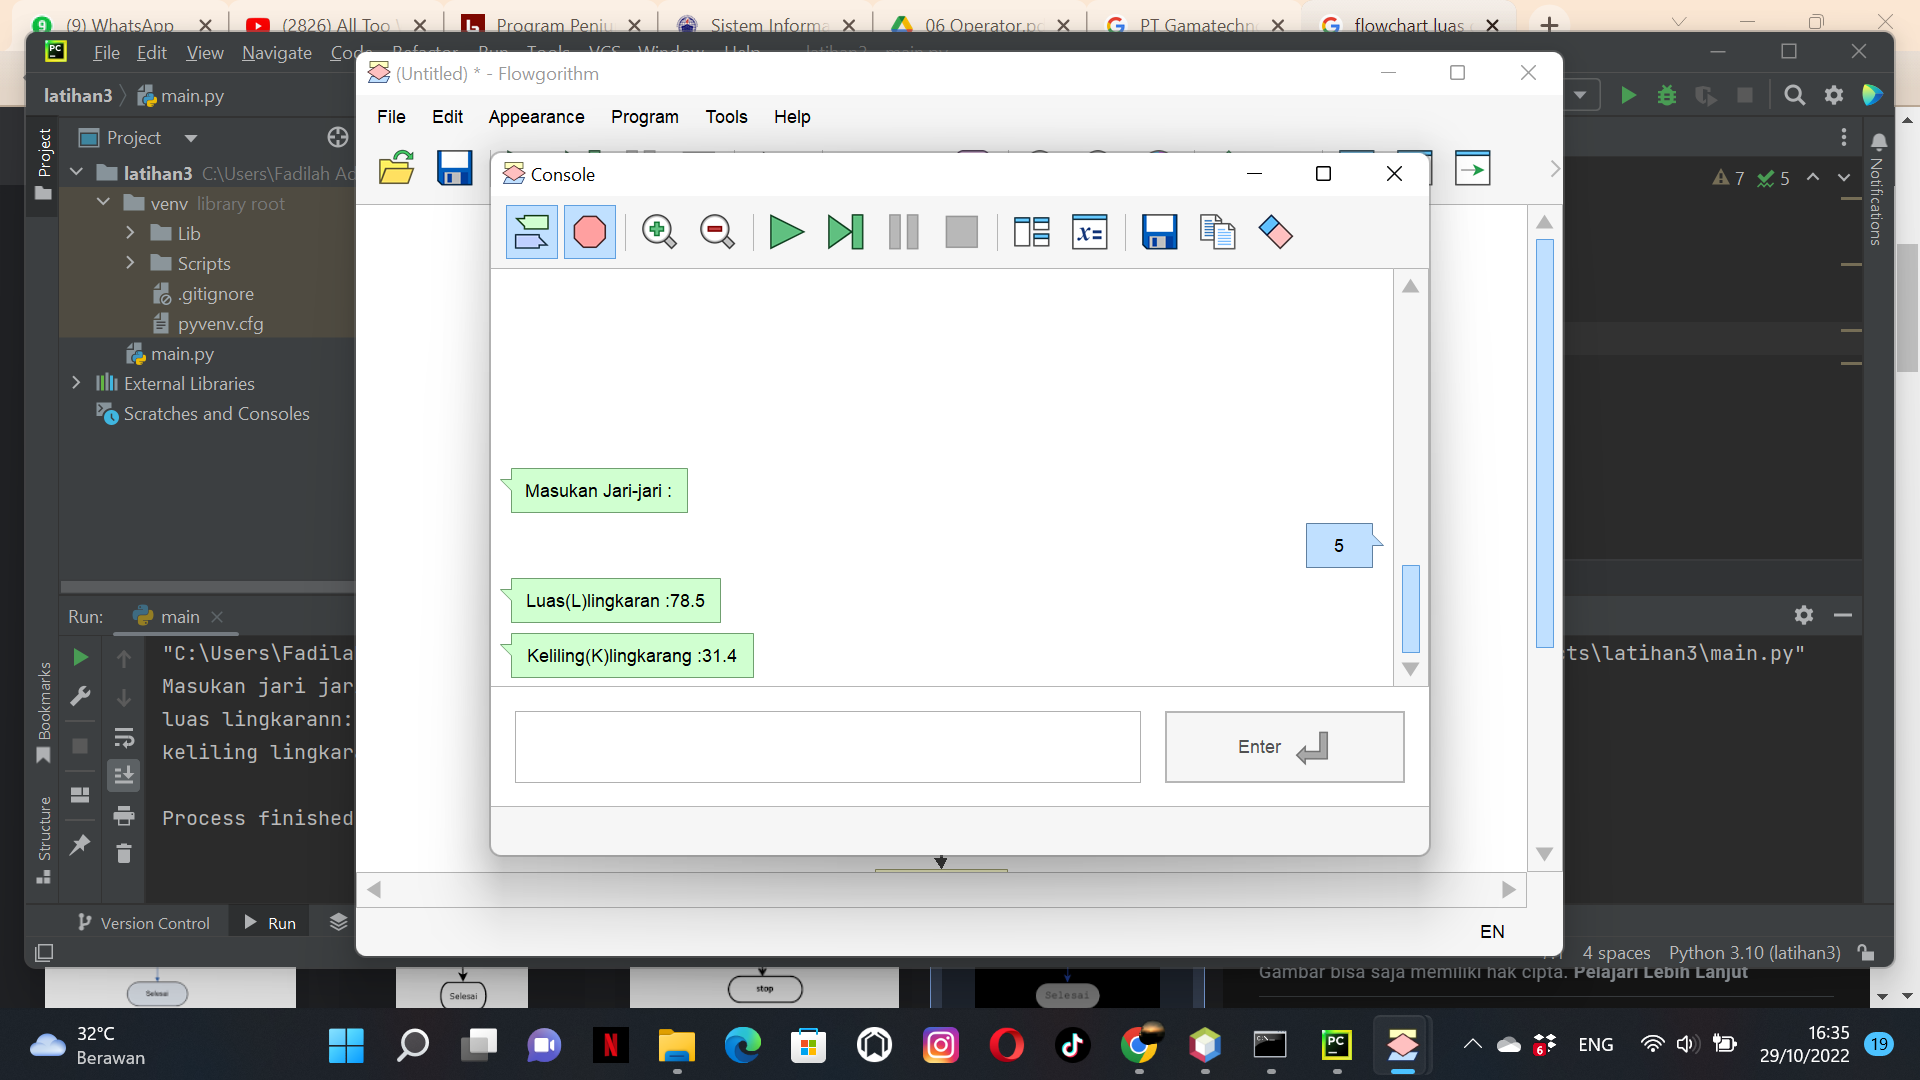 (9) WhatsApp
(2826) All Too
Program Penju
Sistem Informa
06 Operator.pd
PT Gamatechn
flowchart luas
File Edit View Navigate Code Refactor Run Tools VCS Window Help latihan3 - main.py
latihan3
main.py
(Untitled) * - Flowgorithm
File Edit Appearance Program Tools Help
Project
Project
latihan3 C:\Users\Fadilah Ad
venv library root
Lib
Scripts
.gitignore
pyvenv.cfg
main.py
External Libraries
Scratches and Consoles
7
5
Notifications
Console
x=
Masukan Jari-jari :
5
Luas(L)lingkaran :78.5
Keliling(K)lingkarang :31.4
Enter
Run: main
"C:\Users\Fadila
ts\latihan3\main.py"
Masukan jari jar
luas lingkarann:
keliling lingkar
Process finished
Bookmarks
Structure
Version Control
Run
EN
4 spaces
Python 3.10 (latihan3)
Selesai
Selesai
stop
Selesai
Gambar bisa saja memiliki hak cipta. Pelajari Lebih Lanjut
32°C
Berawan
PC
6
ENG
16:35
29/10/2022
19